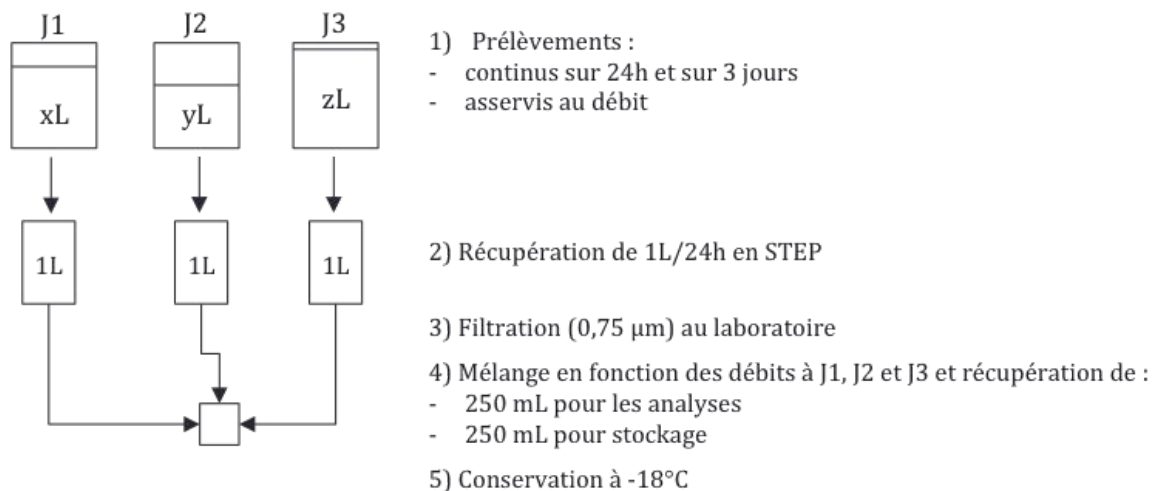 J1 J2 J3
xL yL zL
1L 1L 1L
1) Prélèvements :
- continus sur 24h et sur 3 jours
- asservis au débit
2) Récupération de 1L/24h en STEP
3) Filtration (0,75 µm) au laboratoire
4) Mélange en fonction des débits à J1, J2 et J3 et récupération de :
- 250 mL pour les analyses
- 250 mL pour stockage
5) Conservation à -18°C